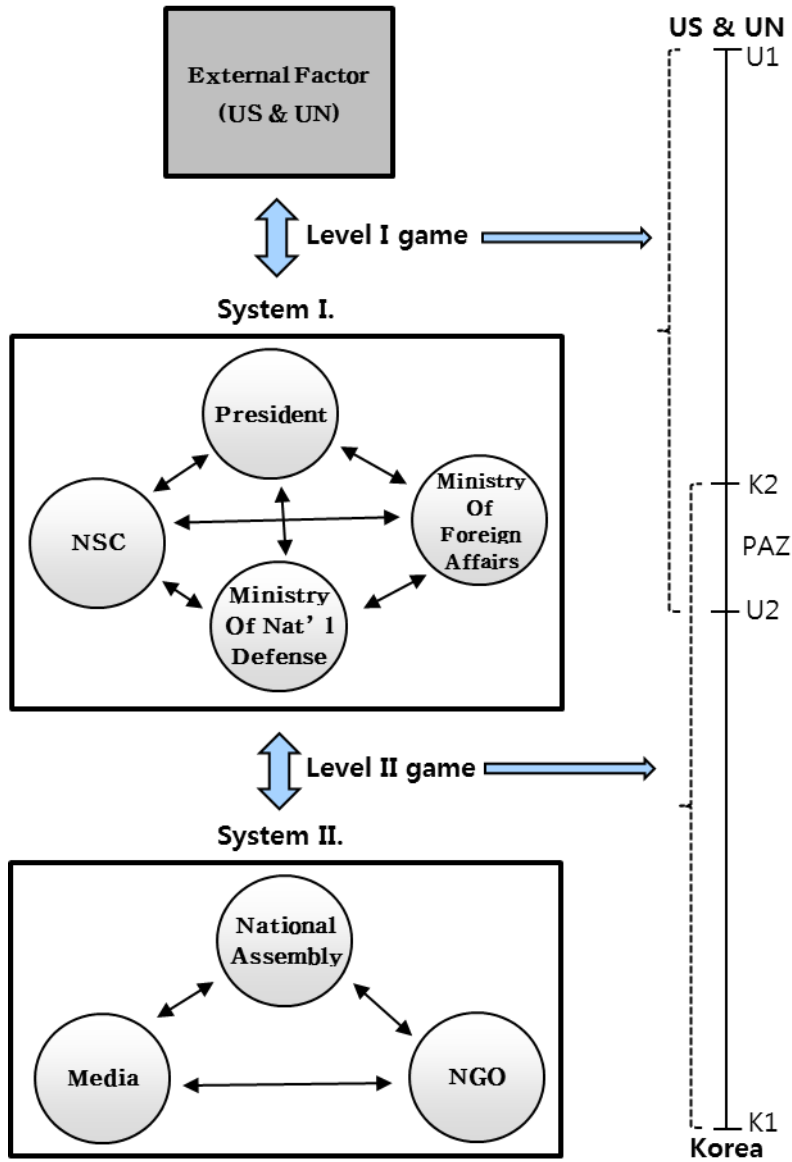 External Factor
(US & UN)
Level I game
System I.
President
NSC
Ministry
Of
Foreign
Affairs
Ministry
Of Nat' l
Defense
Level II game
System II.
National
Assembly
Media
NGO
US & UN
U1
K2
PAZ
U2
K1
Korea